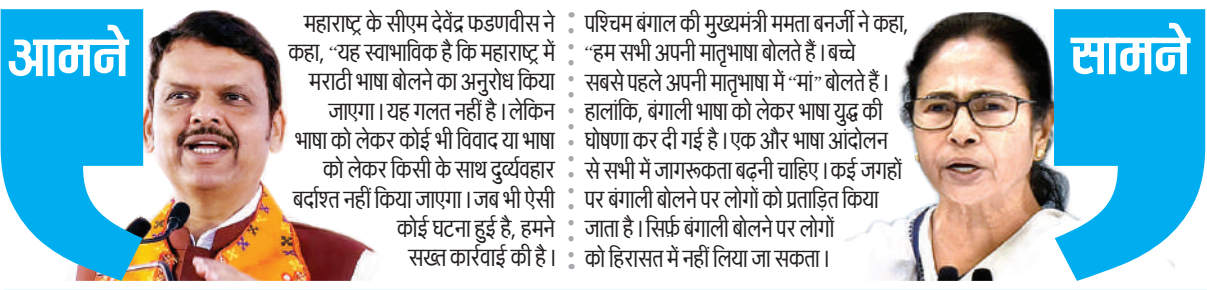 आमने
महाराष्ट्र के सीएम देवेंद्र फडणवीस ने
कहा, “यह स्वाभाविक है कि महाराष्ट्र में
मराठी भाषा बोलने का अनुरोध किया
जाएगा। यह गलत नहीं है। लेकिन
भाषा को लेकर कोई भी विवाद या भाषा
को लेकर किसी के साथ दुर्व्यवहार
बर्दाश्त नहीं किया जाएगा। जब भी ऐसी
कोई घटना हुई है, हमने
सख्त कार्रवाई की है।
पश्चिम बंगाल की मुख्यमंत्री ममता बनर्जी ने कहा,
“हम सभी अपनी मातृभाषा बोलते हैं। बच्चे
सबसे पहले अपनी मातृभाषा में “मां” बोलते हैं।
हालांकि, बंगाली भाषा को लेकर भाषा युद्ध की
घोषणा कर दी गई है। एक और भाषा आंदोलन
से सभी में जागरूकता बढ़नी चाहिए। कई जगहों
पर बंगाली बोलने पर लोगों को प्रताड़ित किया
जाता है। सिर्फ़ बंगाली बोलने पर लोगों
को हिरासत में नहीं लिया जा सकता।
सामने